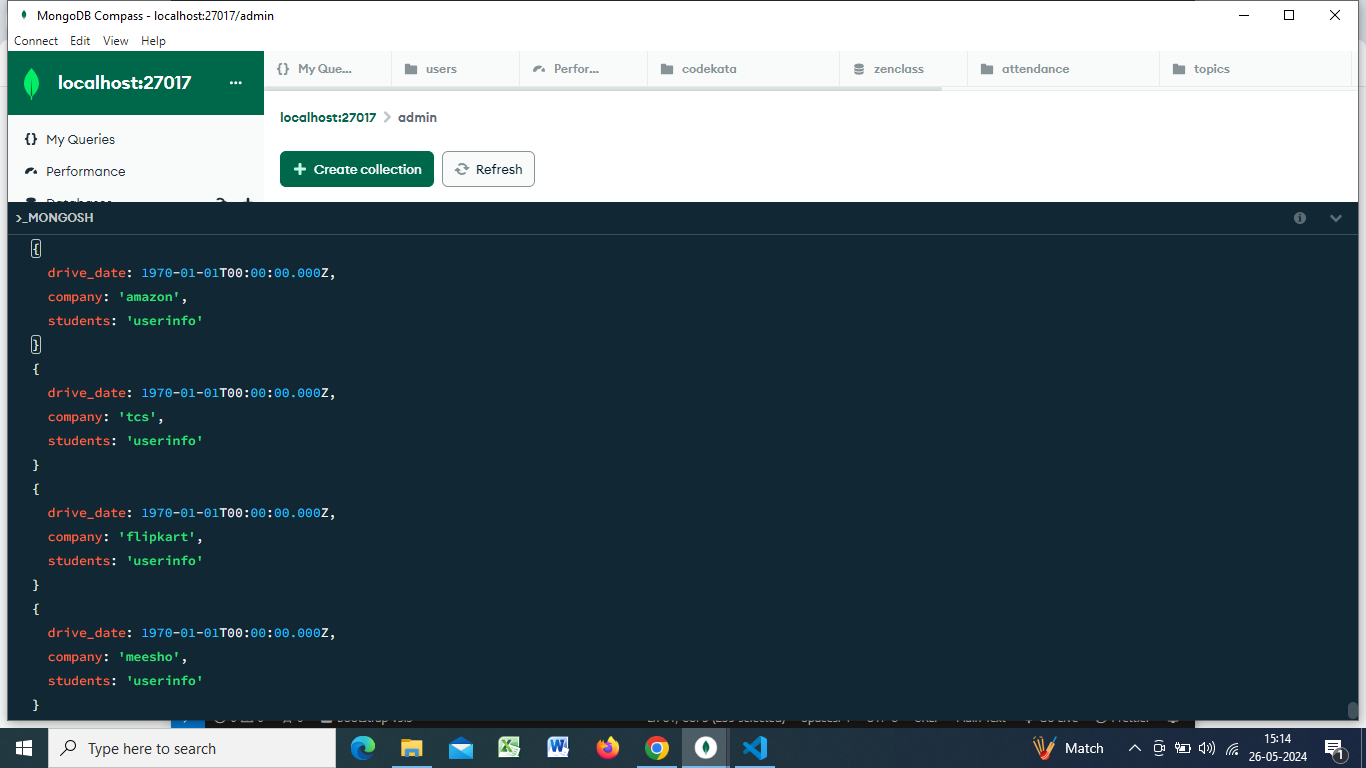 MongoDB Compass - localhost:27017/admin
Connect Edit View Help
localhost:27017 ...
{} My Que... users Perfor... codekata zenclass attendance topics
localhost:27017 > admin
{} My Queries
+ Create collection Refresh
Performance
Databases
>_MONGOSH
{
drive_date: 1970-01-01T00:00:00.000Z,
company: 'amazon',
students: 'userinfo'
}
{
drive_date: 1970-01-01T00:00:00.000Z,
company: 'tcs',
students: 'userinfo'
}
{
drive_date: 1970-01-01T00:00:00.000Z,
company: 'flipkart',
students: 'userinfo'
}
{
drive_date: 1970-01-01T00:00:00.000Z,
company: 'meesho',
students: 'userinfo'
}
Type here to search
Match
15:14
26-05-2024
1